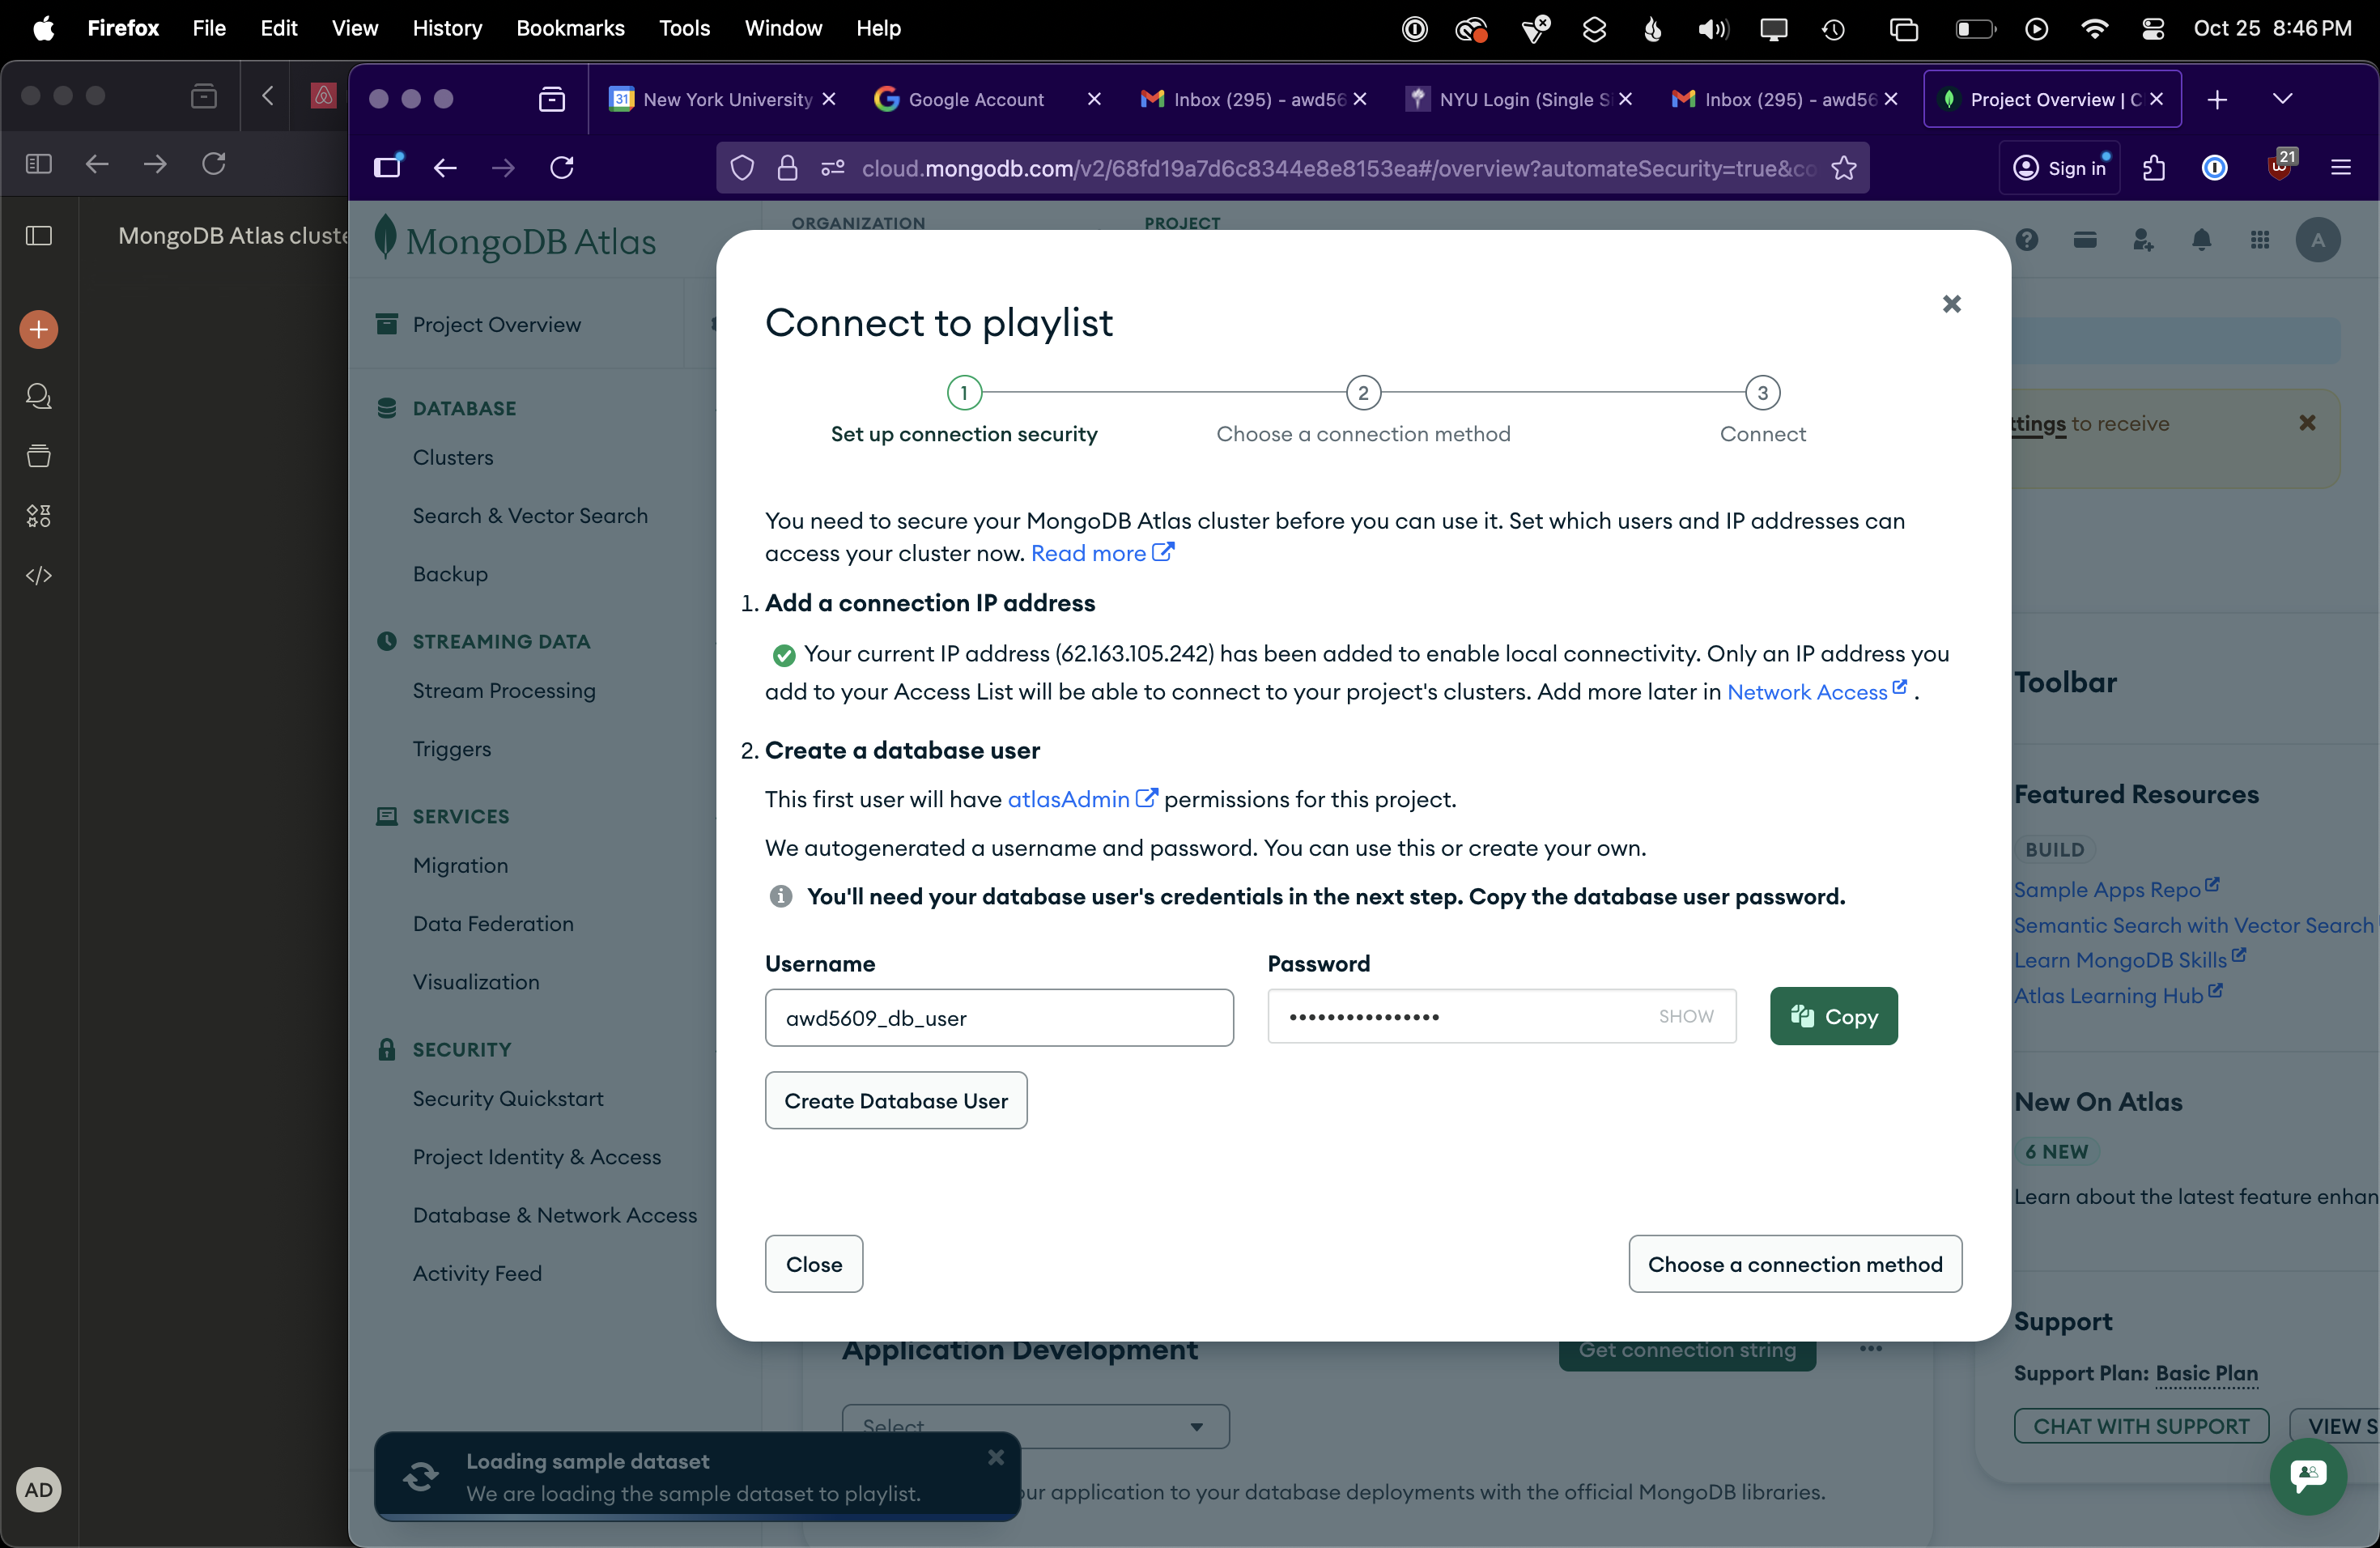 Firefox File Edit View History Bookmarks Tools Window Help
Oct 25 8:46 PM
31 New York University
Google Account
Inbox (295) - awd56
NYU Login (Single S
Inbox (295) - awd56
Project Overview | C
cloud.mongodb.com/v2/68fd19a7d6c8344e8e8153ea#/overview?automateSecurity=true&co
Sign in
21
MongoDB Atlas cluste
AD
MongoDB Atlas
ORGANIZATION
PROJECT
A
Project Overview
DATABASE
Clusters
Search & Vector Search
Backup
STREAMING DATA
Stream Processing
Triggers
SERVICES
Migration
Data Federation
Visualization
SECURITY
Security Quickstart
Project Identity & Access
Database & Network Access
Activity Feed
Connect to playlist
1
2
3
Set up connection security
Choose a connection method
Connect
You need to secure your MongoDB Atlas cluster before you can use it. Set which users and IP addresses can
access your cluster now. Read more
1. Add a connection IP address
Your current IP address (62.163.105.242) has been added to enable local connectivity. Only an IP address you
add to your Access List will be able to connect to your project's clusters. Add more later in Network Access .
2. Create a database user
This first user will have atlasAdmin permissions for this project.
We autogenerated a username and password. You can use this or create your own.
You'll need your database user's credentials in the next step. Copy the database user password.
Username
awd5609_db_user
Password
•••••••••••••••• SHOW
Copy
Create Database User
Close
Choose a connection method
ttings to receive
Toolbar
Featured Resources
BUILD
Sample Apps Repo
Semantic Search with Vector Search
Learn MongoDB Skills
Atlas Learning Hub
New On Atlas
6 NEW
Learn about the latest feature enhan
Support
Support Plan: Basic Plan
CHAT WITH SUPPORT
VIEW S
Application Development
Get connection string
Select
our application to your database deployments with the official MongoDB libraries.
Loading sample dataset
We are loading the sample dataset to playlist.